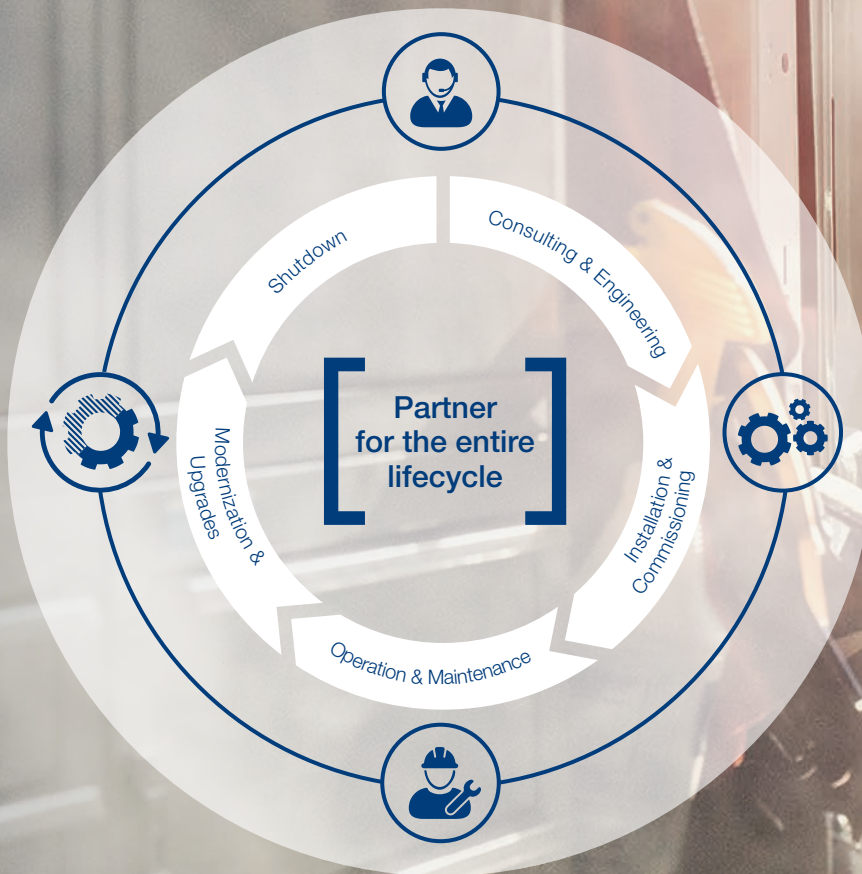 Shutdown
Consulting & Engineering
Partner
for the entire
lifecycle
Modernization &
Upgrades
Installation &
Commissioning
Operation & Maintenance